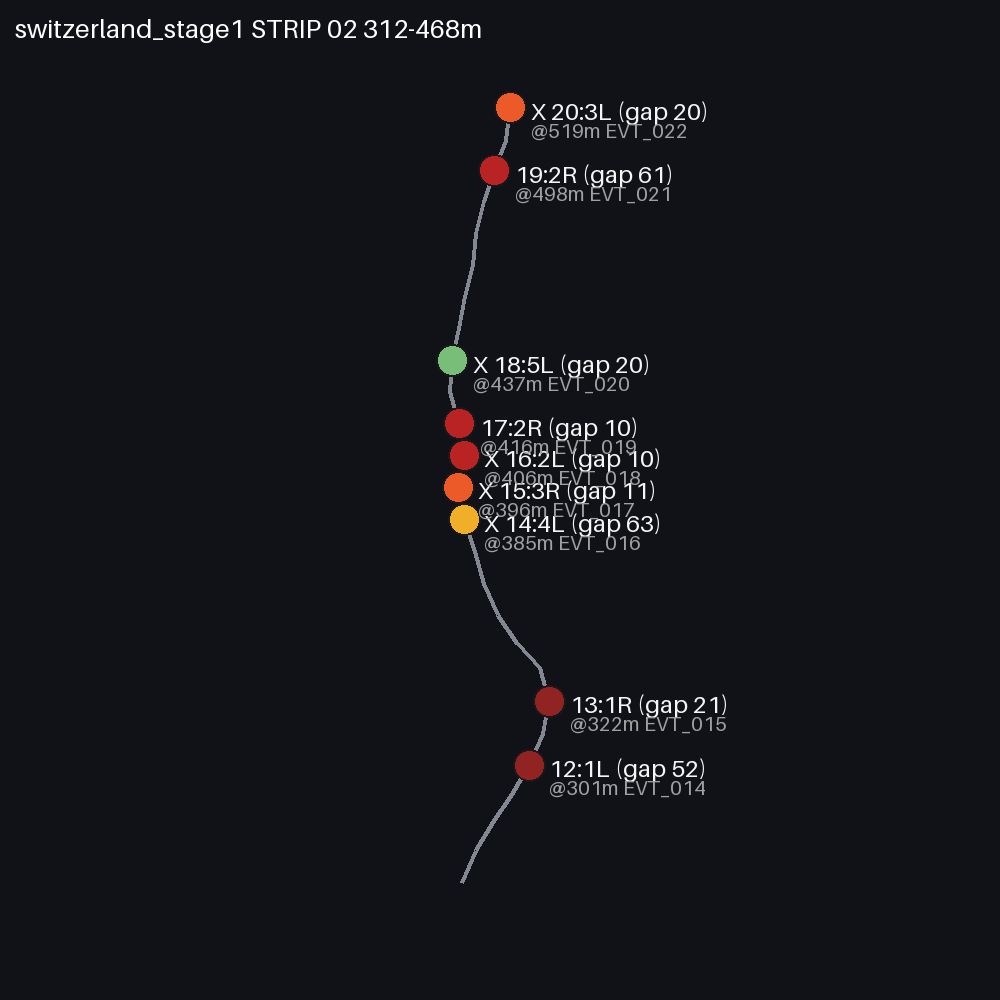 switzerland_stage1 STRIP 02 312-468m
X 20:3L (gap 20)
@519m EVT_022
19:2R (gap 61)
@498m EVT_021
X 18:5L (gap 20)
@437m EVT_020
17:2R (gap 10)
@416m EVT_019
X 16:2L (gap 10)
@406m EVT_018
X 15:3R (gap 11)
@396m EVT_017
X 14:4L (gap 63)
@385m EVT_016
13:1R (gap 21)
@322m EVT_015
12:1L (gap 52)
@301m EVT_014